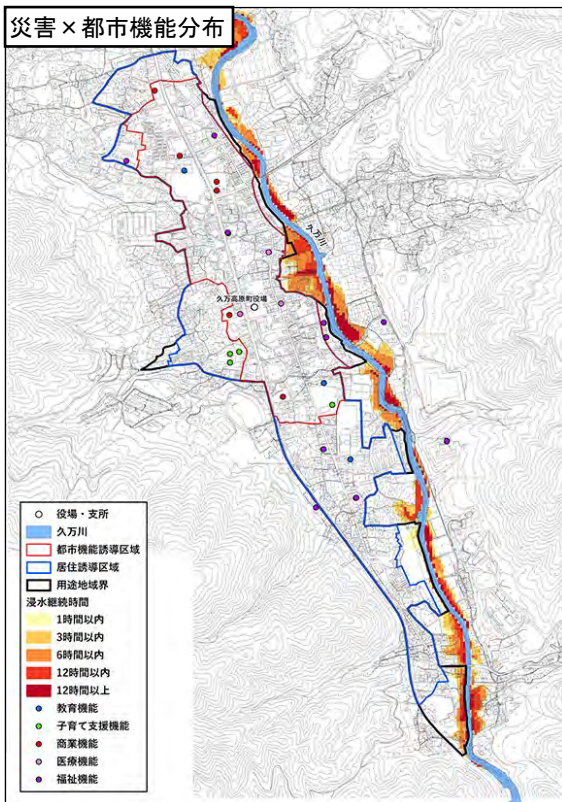 災害×都市機能分布
久万川
久万高原町役場
役場・支所
久万川
都市機能誘導区域
居住誘導区域
用途地域界
浸水継続時間
1時間以内
3時間以内
6時間以内
12時間以内
12時間以上
教育機能
子育て支援機能
商業機能
医療機能
福祉機能